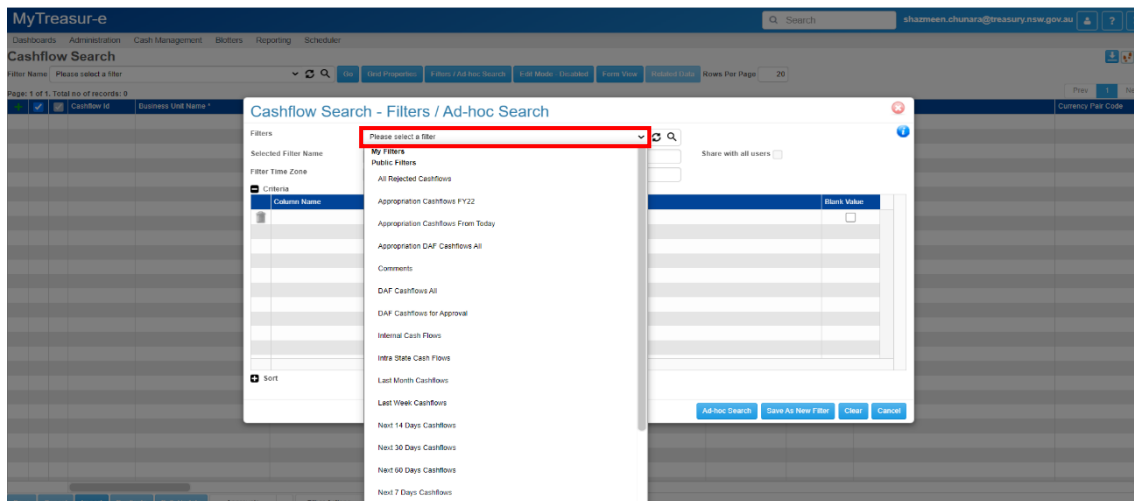 MyTreasur-e
Search
shazmeen.chunara@treasury.nsw.gov.au
?
Dashboards Administration Cash Management Blotters Reporting Scheduler
Cashflow Search
Filter Name Please select a filter
Go Grid Properties Filters / Ad-hoc Search Edit Mode - Disabled Form View Related Data Rows Per Page 20
Page: 1 of 1. Total no of records: 0
Prev 1
Cashflow Id Business Unit Name *
Currency Pair Code
Cashflow Search - Filters / Ad-hoc Search
Filters Please select a filter
Selected Filter Name
Share with all users
Filter Time Zone
Criteria
Column Name
Blank Value
My Filters
Public Filters
All Rejected Cashflows
Appropriation Cashflows FY22
Appropriation Cashflows From Today
Appropriation DAF Cashflows All
Comments
DAF Cashflows All
DAF Cashflows for Approval
Internal Cash Flows
Intra State Cash Flows
Last Month Cashflows
Last Week Cashflows
Next 14 Days Cashflows
Next 30 Days Cashflows
Next 60 Days Cashflows
Next 7 Days Cashflows
Sort
Ad-hoc Search Save As New Filter Clear Cancel